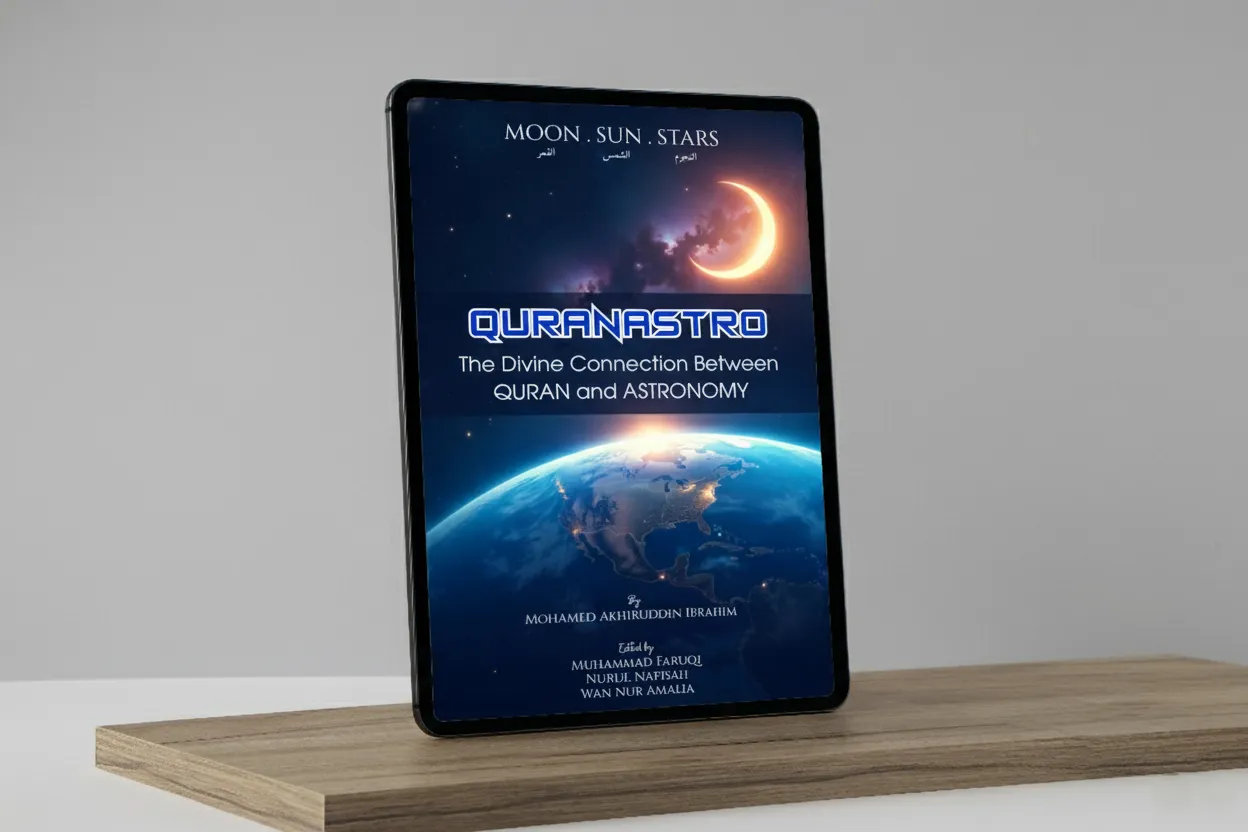 MOON . SUN . STARS
القمر الشمس النجوم
QURANASTRO
The Divine Connection Between
QURAN and ASTRONOMY
By
MOHAMED AKHIRUDDIN IBRAHIM
Edited by
MUHAMMAD FARUQI
NURUL NAFISAH
WAN NUR AMALIA